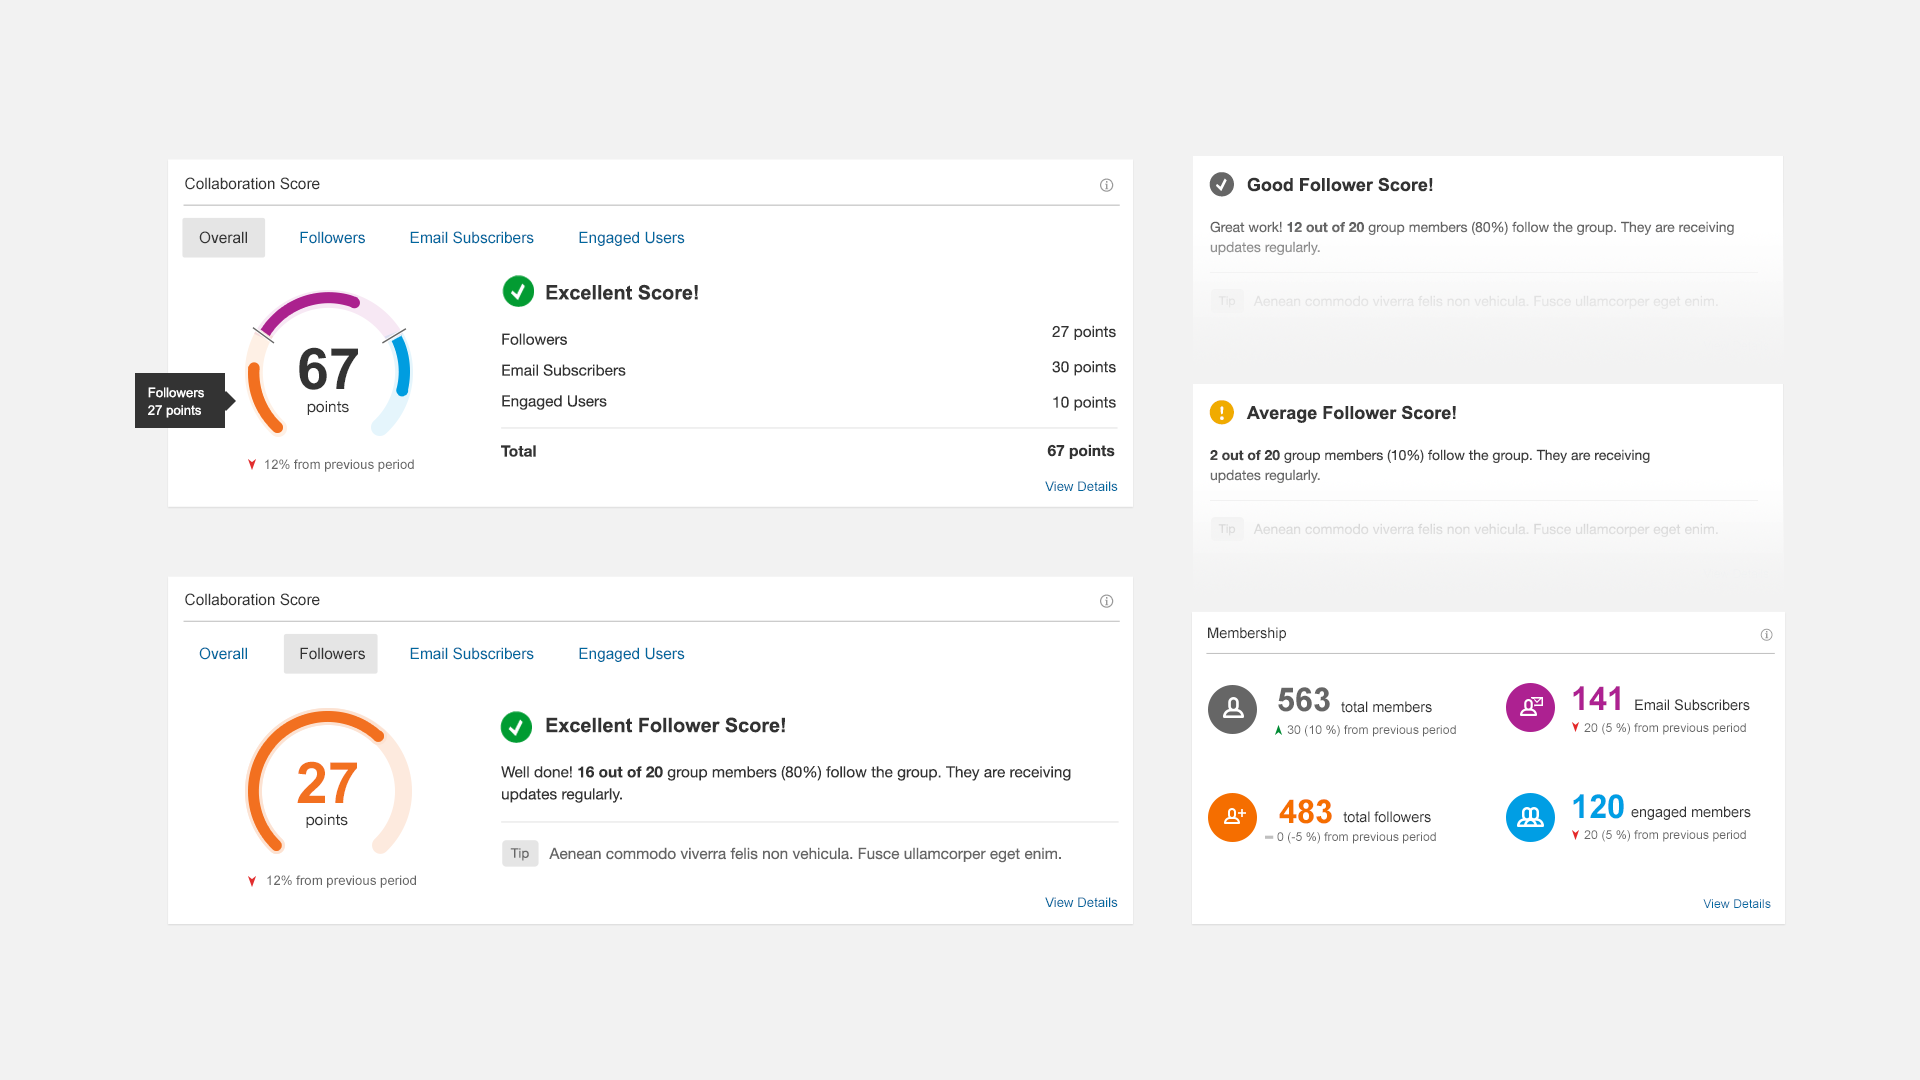 Collaboration Score
Overall
Followers
Email Subscribers
Engaged Users
67
points
Followers
27 points
12% from previous period
Excellent Score!
Followers 27 points
Email Subscribers 30 points
Engaged Users 10 points
Total 67 points
View Details
Collaboration Score
Overall
Followers
Email Subscribers
Engaged Users
27
points
12% from previous period
Excellent Follower Score!
Well done! 16 out of 20 group members (80%) follow the group. They are receiving
updates regularly.
Tip Aenean commodo viverra felis non vehicula. Fusce ullamcorper eget enim.
View Details
Good Follower Score!
Great work! 12 out of 20 group members (80%) follow the group. They are receiving
updates regularly.
Tip Aenean commodo viverra felis non vehicula. Fusce ullamcorper eget enim.
Average Follower Score!
2 out of 20 group members (10%) follow the group. They are receiving
updates regularly.
Tip Aenean commodo viverra felis non vehicula. Fusce ullamcorper eget enim.
Membership
563 total members
30 (10 %) from previous period
141 Email Subscribers
20 (5 %) from previous period
483 total followers
0 (-5 %) from previous period
120 engaged members
20 (5 %) from previous period
View Details